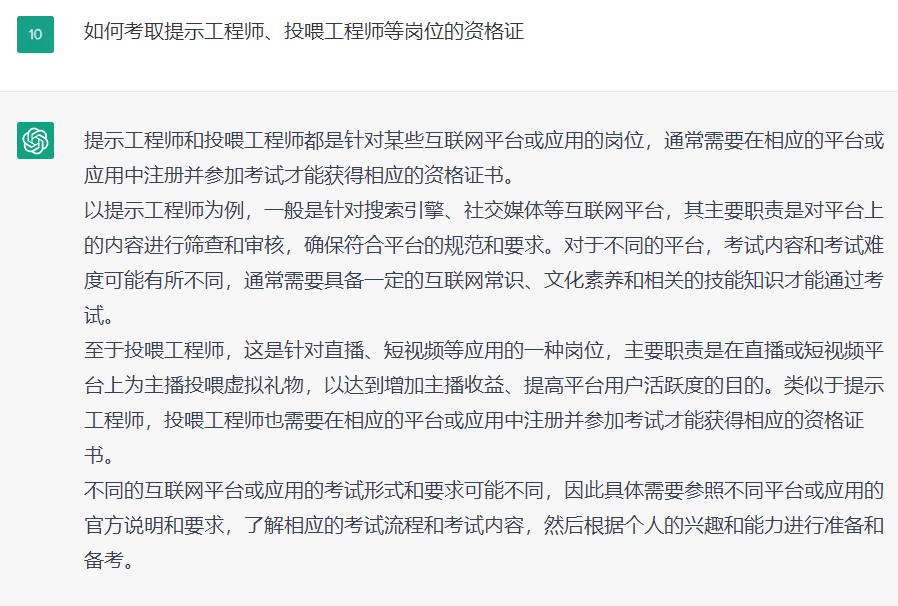 10
如何考取提示工程师、投喂工程师等岗位的资格证
提示工程师和投喂工程师都是针对某些互联网平台或应用的岗位，通常需要在相应的平台或
应用中注册并参加考试才能获得相应的资格证书。
以提示工程师为例，一般是针对搜索引擎、社交媒体等互联网平台，其主要职责是对平台上
的内容进行筛查和审核，确保符合平台的规范和要求。对于不同的平台，考试内容和考试难
度可能有所不同，通常需要具备一定的互联网常识、文化素养和相关的技能知识才能通过考
试。
至于投喂工程师，这是针对直播、短视频等应用的一种岗位，主要职责是在直播或短视频平
台上为主播投喂虚拟礼物，以达到增加主播收益、提高平台用户活跃度的目的。类似于提示
工程师，投喂工程师也需要在相应的平台或应用中注册并参加考试才能获得相应的资格证
书。
不同的互联网平台或应用的考试形式和要求可能不同，因此具体需要参照不同平台或应用的
官方说明和要求，了解相应的考试流程和考试内容，然后根据个人的兴趣和能力进行准备和
备考。